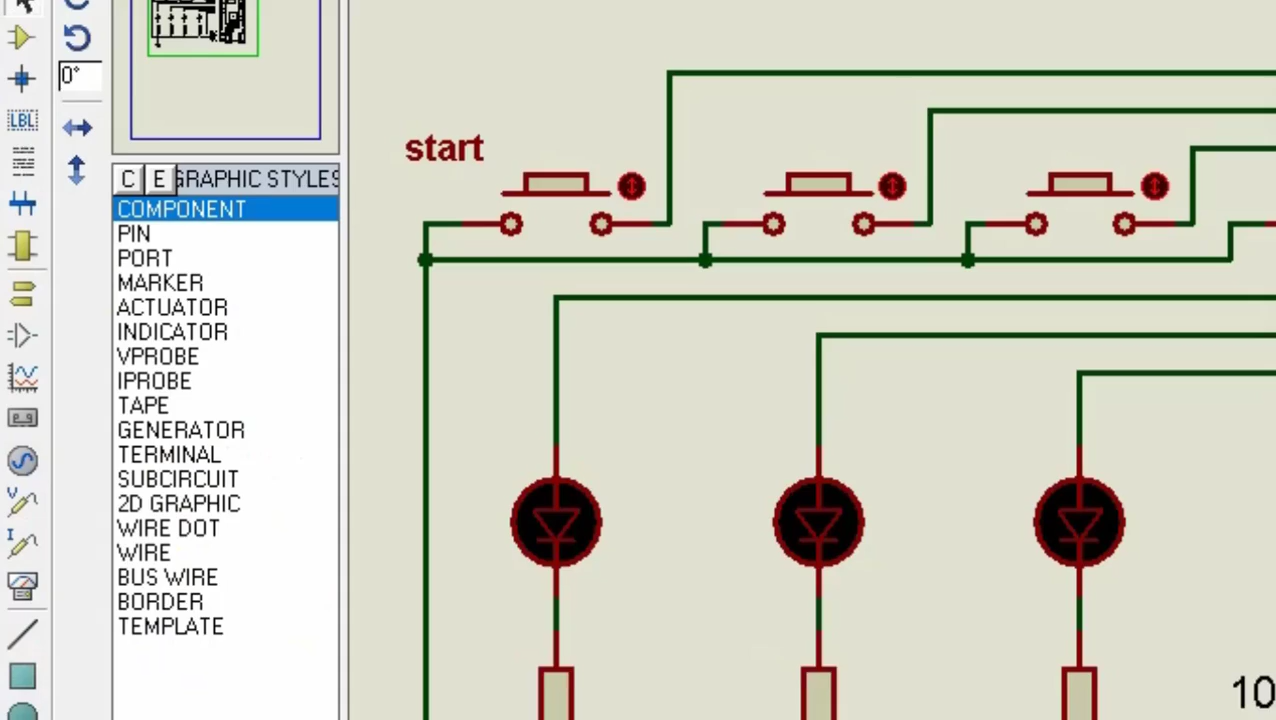 0°
LBL
start
C E GRAPHIC STYLES
COMPONENT
PIN
PORT
MARKER
ACTUATOR
INDICATOR
VPROBE
IPROBE
TAPE
GENERATOR
TERMINAL
SUBCIRCUIT
2D GRAPHIC
WIRE DOT
WIRE
BUS WIRE
BORDER
TEMPLATE
10